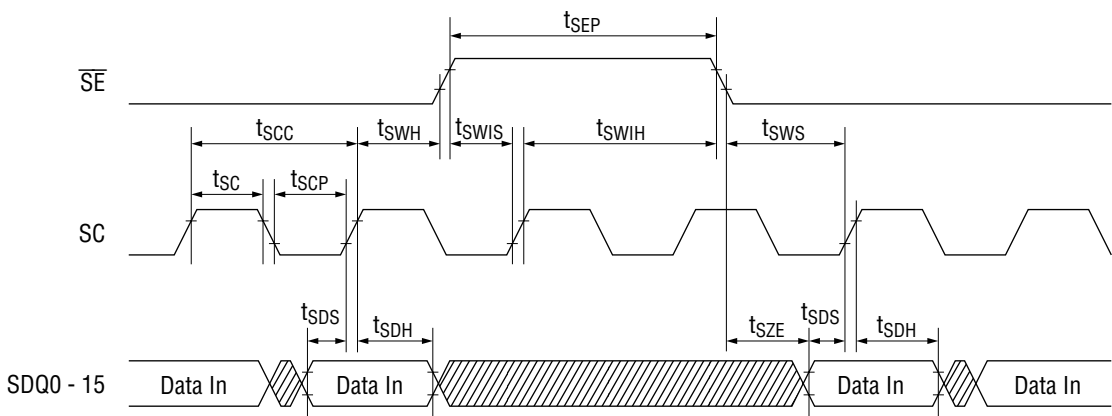 tSEP
SE
tSCC tSWH tSWIS tSWIH tSWS
tSC tSCP
SC
tSDS tSDH tSZE tSDS tSDH
SDQ0 - 15 Data In Data In Data In Data In